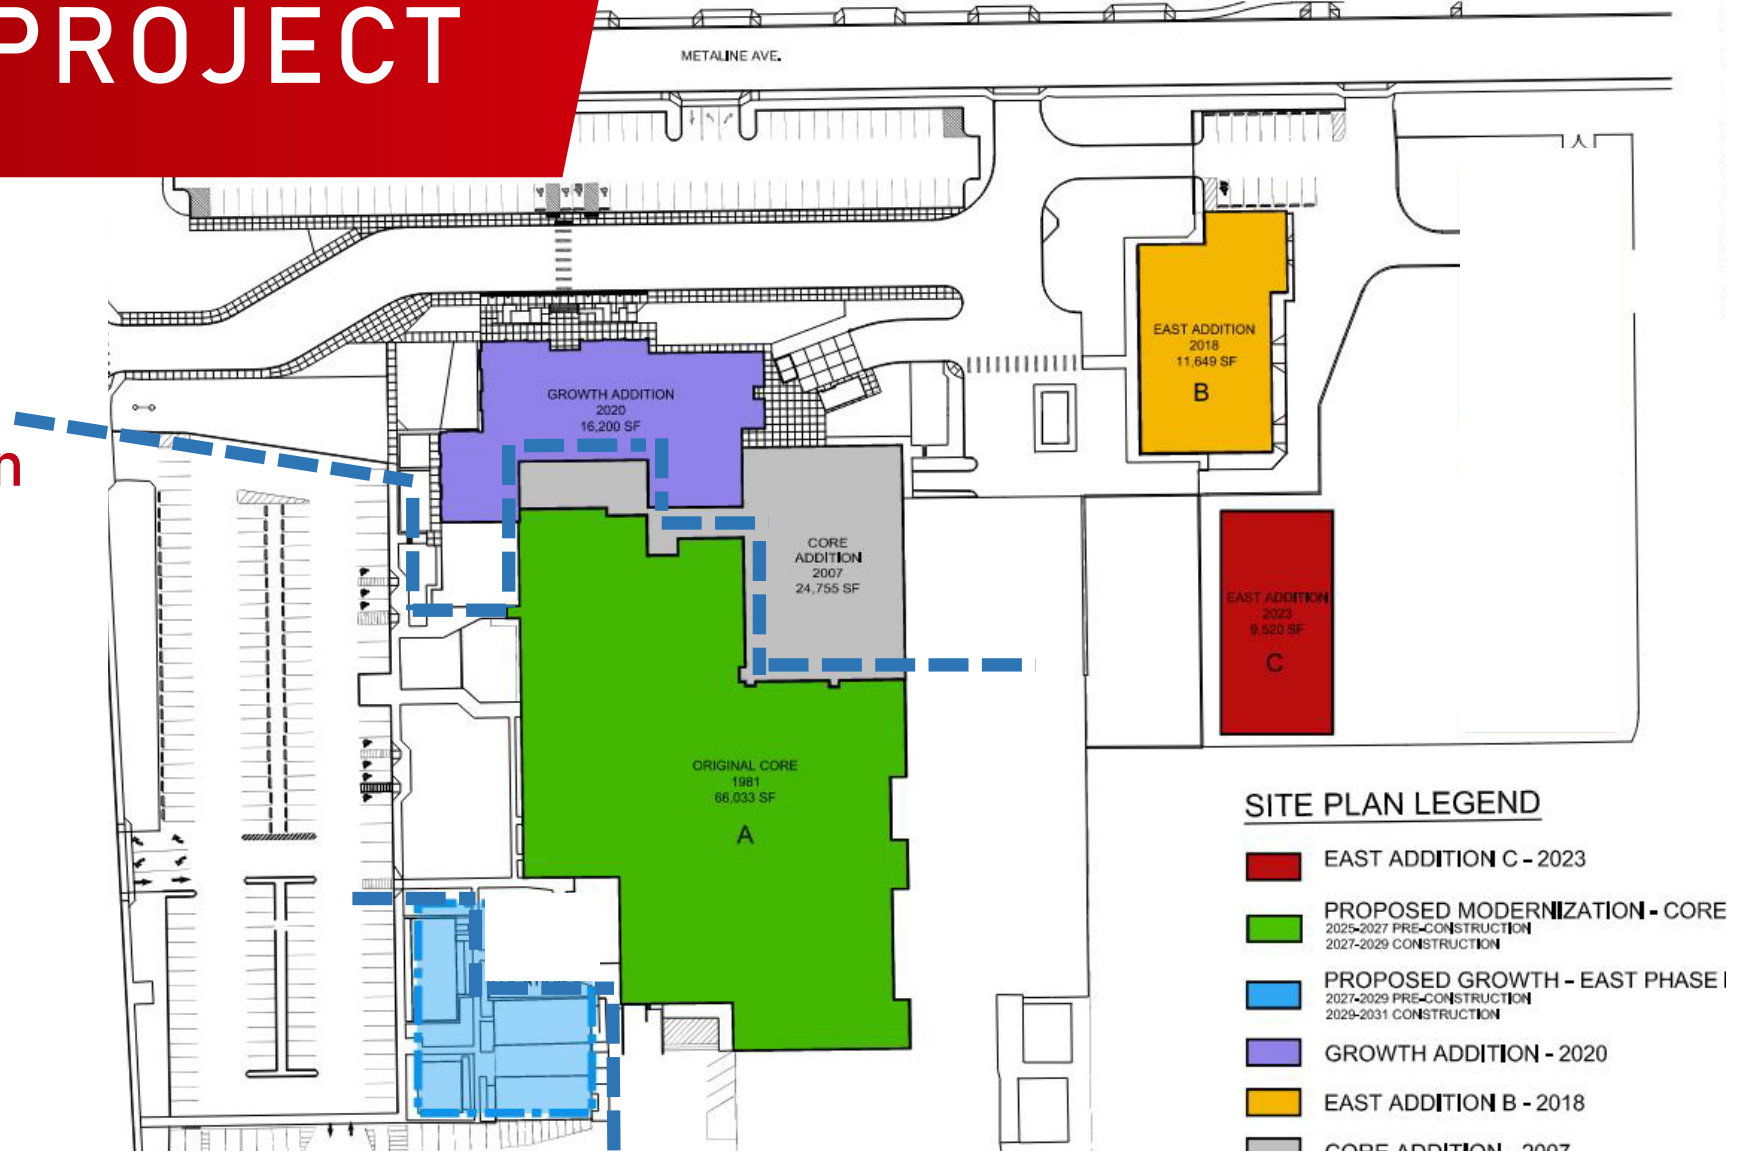 PROJECT
METALINE AVE.
EAST ADDITION
2018
11,649 SF
B
GROWTH ADDITION
2020
16,200 SF
n
CORE
ADDITION
2007
24,755 SF
EAST ADDITION
2023
9,520 SF
C
ORIGINAL CORE
1981
66,033 SF
A
SITE PLAN LEGEND
EAST ADDITION C - 2023
PROPOSED MODERNIZATION - CORE
2025-2027 PRE-CONSTRUCTION
2027-2029 CONSTRUCTION
PROPOSED GROWTH - EAST PHASE I
2027-2029 PRE-CONSTRUCTION
2029-2031 CONSTRUCTION
GROWTH ADDITION - 2020
EAST ADDITION B - 2018
CORE ADDITION - 2007